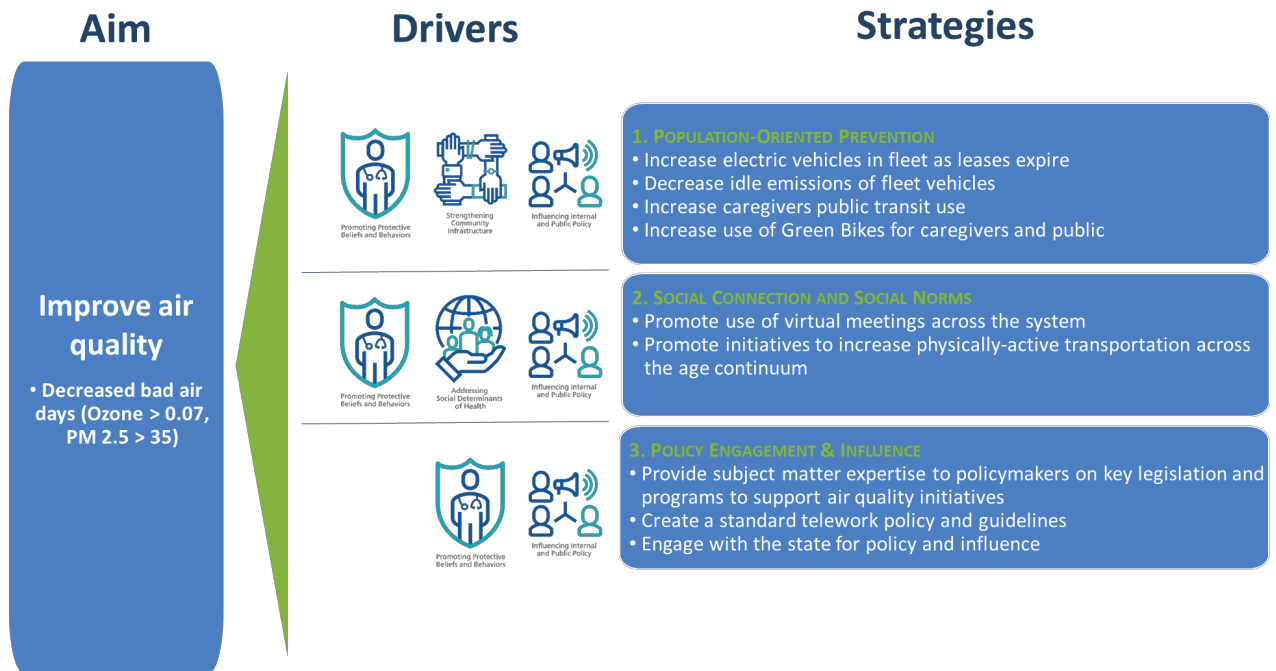 Aim
Drivers
Strategies
Improve air
quality
• Decreased bad air
days (Ozone > 0.07,
PM 2.5 > 35)
Promoting Protective
Beliefs and Behaviors
Strengthening
Community
Infrastructure
Influencing Internal
and Public Policy
1. POPULATION-ORIENTED PREVENTION
• Increase electric vehicles in fleet as leases expire
• Decrease idle emissions of fleet vehicles
• Increase caregivers public transit use
• Increase use of Green Bikes for caregivers and public
Promoting Protective
Beliefs and Behaviors
Addressing
Social Determinants
of Health
Influencing Internal
and Public Policy
2. SOCIAL CONNECTION AND SOCIAL NORMS
• Promote use of virtual meetings across the system
• Promote initiatives to increase physically-active transportation across
the age continuum
Promoting Protective
Beliefs and Behaviors
Influencing Internal
and Public Policy
3. POLICY ENGAGEMENT & INFLUENCE
• Provide subject matter expertise to policymakers on key legislation and
programs to support air quality initiatives
• Create a standard telework policy and guidelines
• Engage with the state for policy and influence